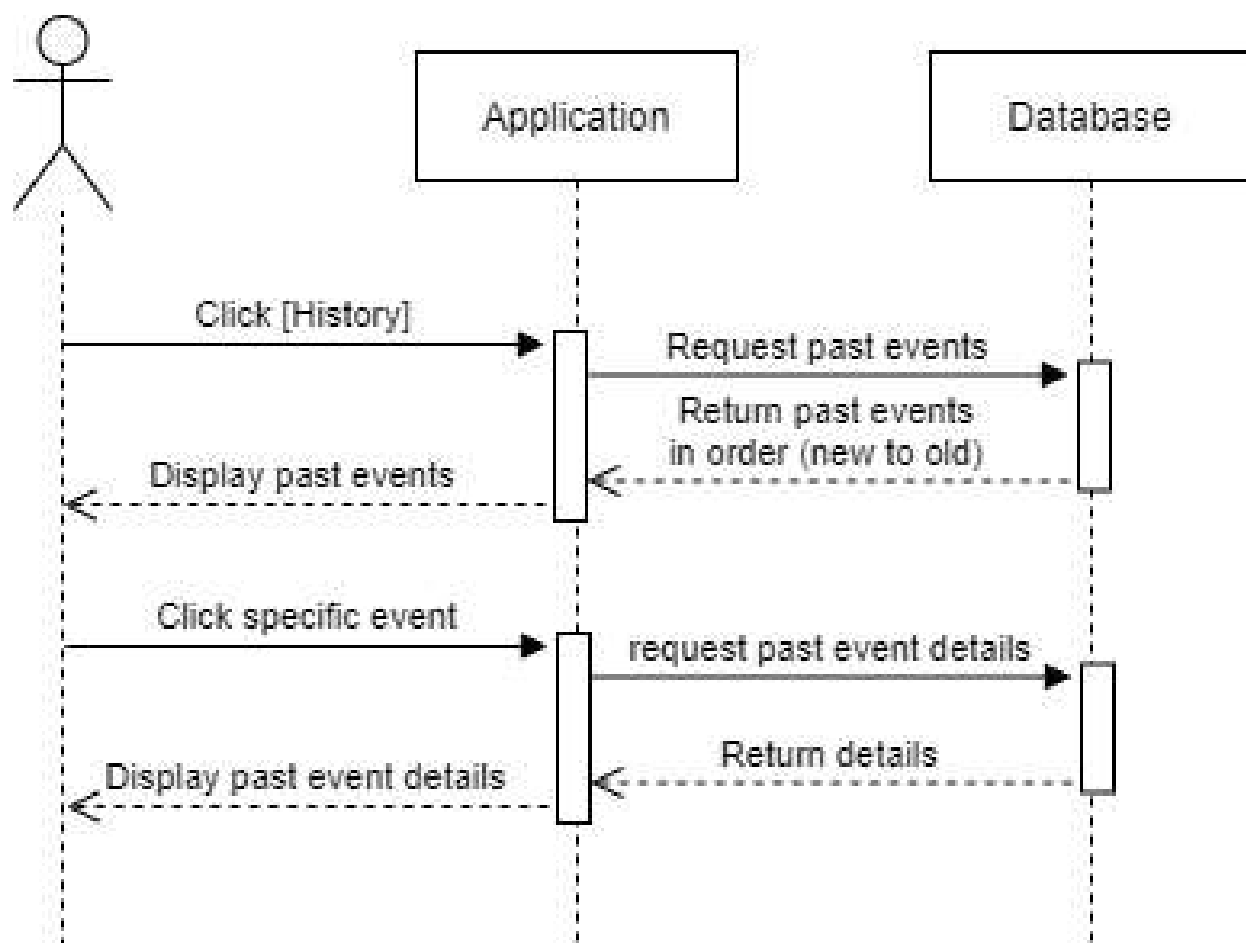 Application
Database
Click [History]
Request past events
Return past events
in order (new to old)
Display past events
Click specific event
request past event details
Return details
Display past event details